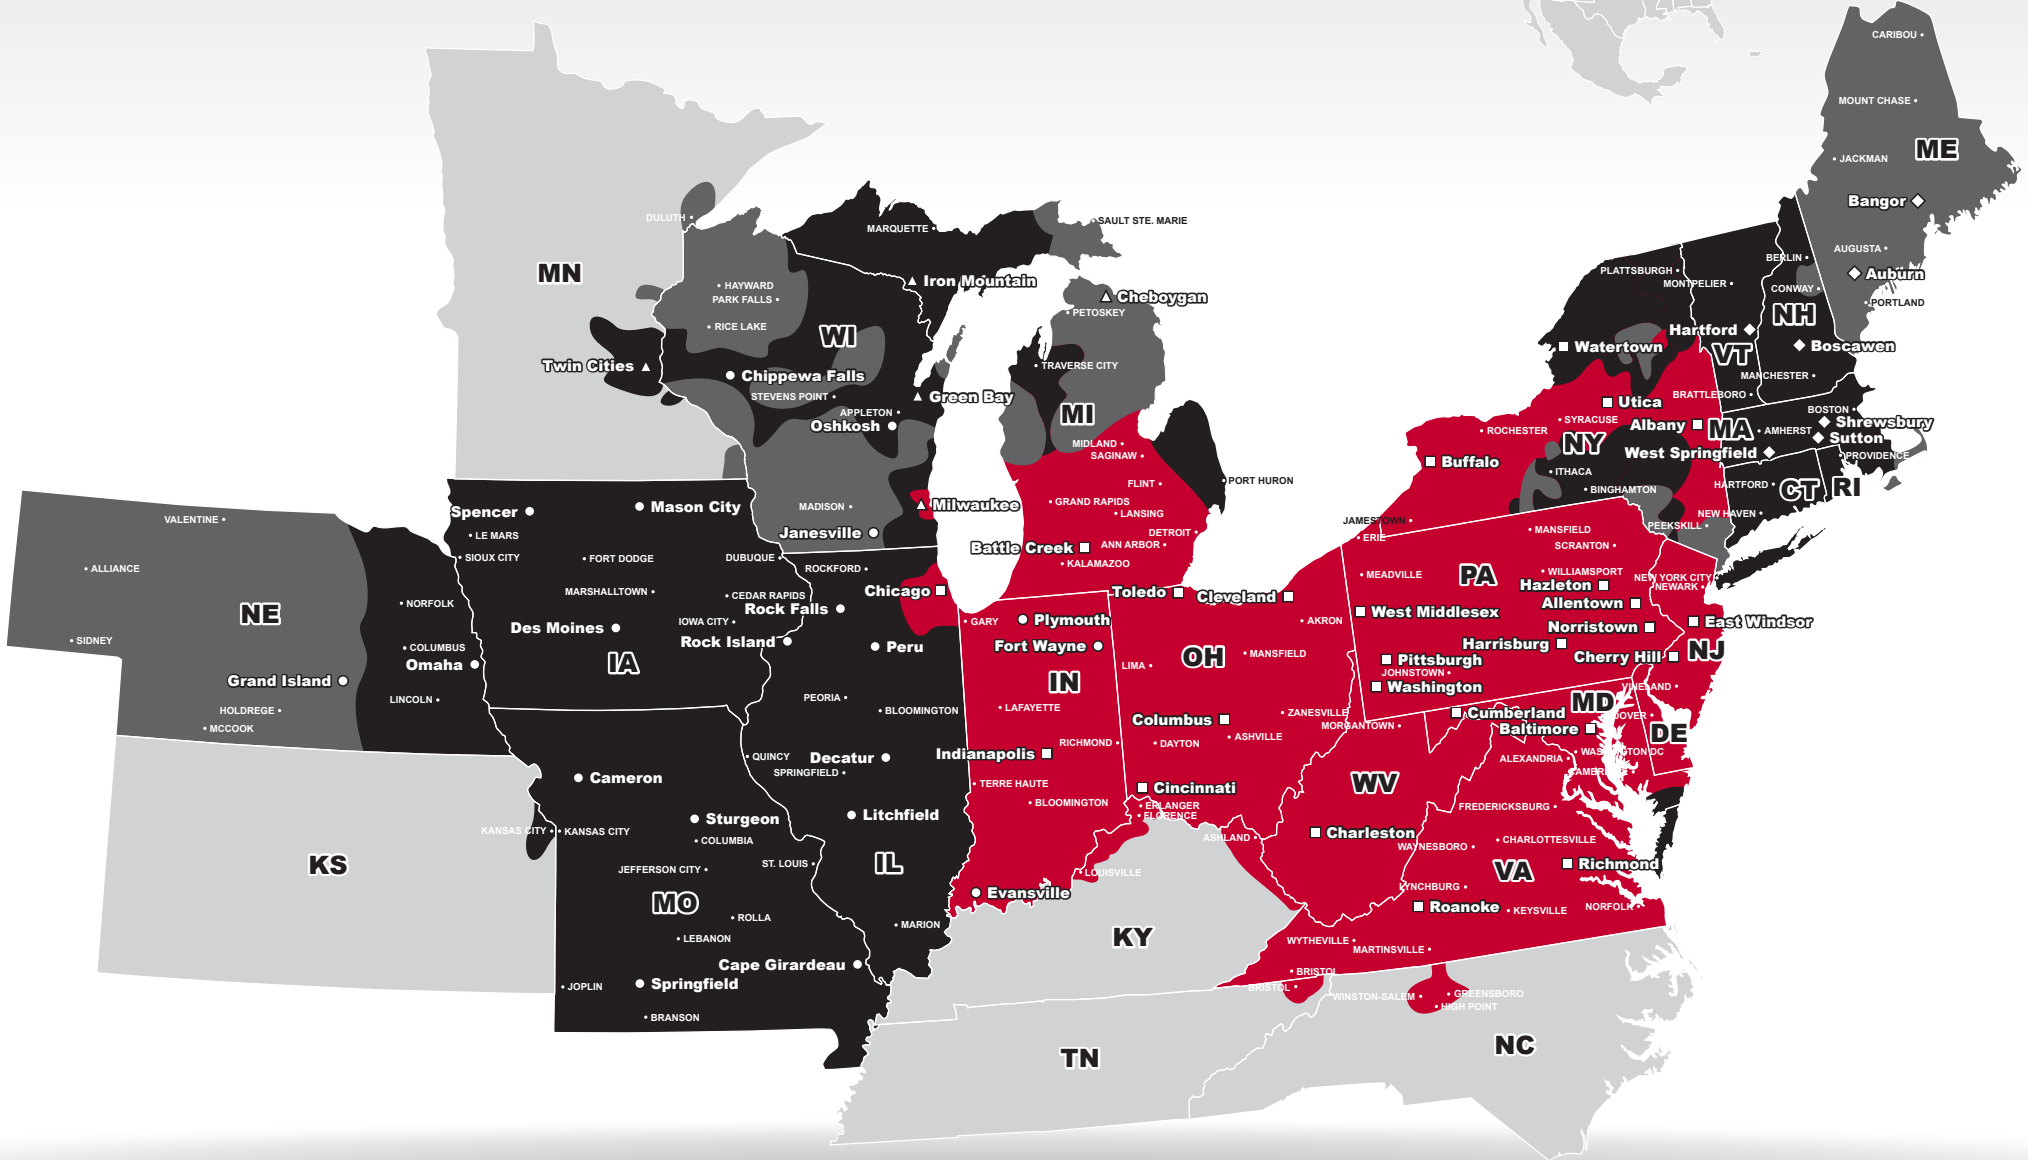 CARIBOU
MOUNT CHASE
ME
JACKMAN
Bangor
AUGUSTA
Auburn
PORTLAND
DULUTH
MARQUETTE
SAULT STE. MARIE
MN
HAYWARD
PARK FALLS
RICE LAKE
WI
Iron Mountain
Cheboygan
PETOSKEY
Twin Cities
Chippewa Falls
STEVENS POINT
Green Bay
APPLETON
Oshkosh
TRAVERSE CITY
MI
MIDLAND
SAGINAW
FLINT
PORT HURON
GRAND RAPIDS
LANSING
DETROIT
Battle Creek
ANN ARBOR
KALAMAZOO
MADISON
Milwaukee
Janesville
PLATTSBURGH
MONTPELIER
BERLIN
CONWAY
NH
Hartford
Watertown
VT
Boscawen
MANCHESTER
BRATTLEBORO
Utica
SYRACUSE
ROCHESTER
Albany
NY
MA
BOSTON
Shrewsbury
AMHERST
Sutton
West Springfield
PROVIDENCE
Buffalo
ITHACA
BINGHAMTON
HARTFORD
CT
RI
NEW HAVEN
PEEKSKILL
JAMESTOWN
ERIE
MANSFIELD
SCRANTON
MEADVILLE
PA
WILLIAMSPORT
NEW YORK CITY
NEWARK
Hazleton
Allentown
West Middlesex
East Windsor
Norristown
Harrisburg
Cherry Hill
NJ
Pittsburgh
JOHNSTOWN
Washington
VINELAND
VALENTINE
ALLIANCE
NE
NORFOLK
SIDNEY
COLUMBUS
Omaha
Grand Island
LINCOLN
HOLDREGE
MCCOOK
Spencer
Mason City
LE MARS
SIOUX CITY
FORT DODGE
DUBUQUE
MARSHALLTOWN
CEDAR RAPIDS
IOWA CITY
Des Moines
IA
ROCKFORD
Chicago
Rock Falls
Rock Island
Peru
PEORIA
BLOOMINGTON
QUINCY
Decatur
SPRINGFIELD
Litchfield
IL
MARION
GARY
Plymouth
Fort Wayne
IN
LAFAYETTE
RICHMOND
Indianapolis
TERRE HAUTE
BLOOMINGTON
Evansville
Toledo
Cleveland
AKRON
LIMA
OH
MANSFIELD
Columbus
ZANESVILLE
DAYTON
ASHVILLE
Cincinnati
ERLANGER
FLORENCE
ASHLAND
LOUISVILLE
KY
MORGANTOWN
Cumberland
MD
DOVER
Baltimore
DE
WASHINGTON DC
ALEXANDRIA
WV
FREDERICKSBURG
Charleston
CHARLOTTESVILLE
WAYNESBORO
VA
Richmond
LYNCHBURG
Roanoke
KEYSVILLE
NORFOLK
WYTHEVILLE
MARTINSVILLE
BRISTOL
BRISTOL
WINSTON-SALEM
GREENSBORO
HIGH POINT
NC
TN
KS
Cameron
KANSAS CITY
KANSAS CITY
Sturgeon
COLUMBIA
ST. LOUIS
JEFFERSON CITY
MO
ROLLA
LEBANON
Cape Girardeau
Springfield
JOPLIN
BRANSON